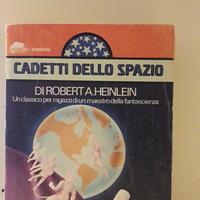 CADETTI DELLO SPAZIO
DI ROBERT A. HEINLEIN
Un classico per ragazzi di un maestro della fantascienza